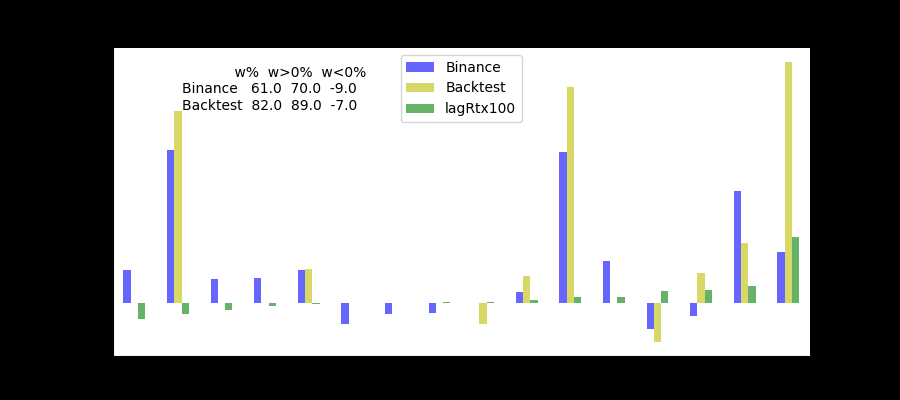 w% w>0% w<0%
Binance 61.0 70.0 -9.0
Backtest 82.0 89.0 -7.0
Binance
Backtest
lagRtx100